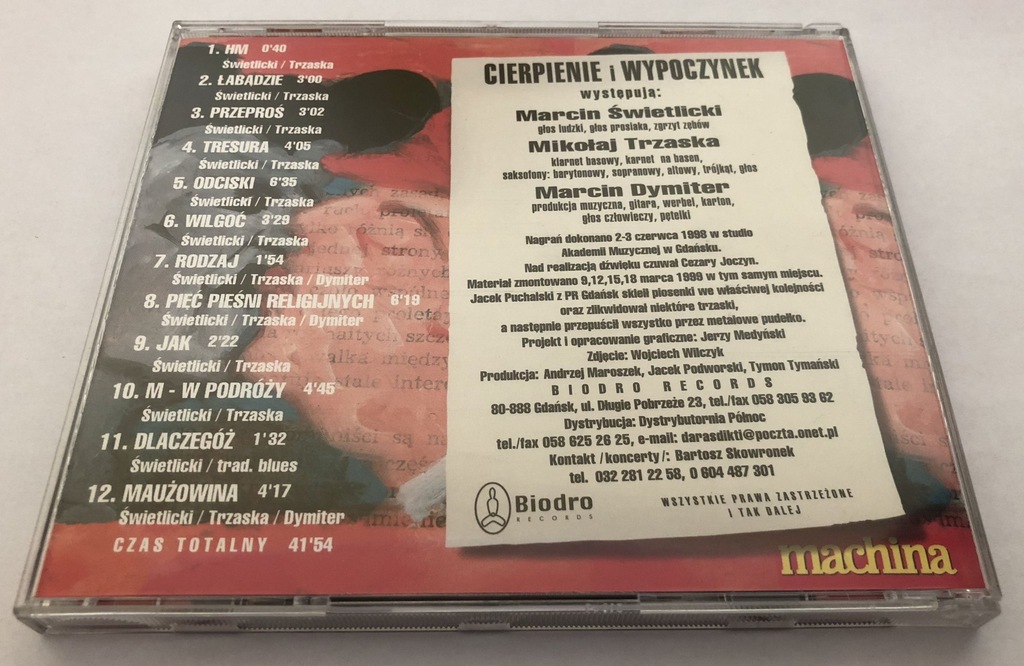 1. HM 0'40
Świetlicki / Trzaska
2. ŁABĄDZIE 3'00
Świetlicki / Trzaska
3. PRZEPROŚ 3'02
Świetlicki / Trzaska
4. TRESURA 4'05
Świetlicki / Trzaska
5. ODCISKI 6'35
Świetlicki / Trzaska
6. WILGOĆ 3'29
Świetlicki / Trzaska
7. RODZAJ 1'54
Świetlicki / Trzaska / Dymiter
8. PIĘĆ PIEŚNI RELIGIJNYCH 6'19
Świetlicki / Trzaska / Dymiter
9. JAK 2'22
Świetlicki / Trzaska
10. M - W PODRÓŻY 4'45
Świetlicki / Trzaska
11. DLACZEGÓŻ 1'32
Świetlicki / trad. blues
12. MAUŻOWINA 4'17
Świetlicki / Trzaska / Dymiter
CZAS TOTALNY 41'54
CIERPIENIE i WYPOCZYNEK
występują:
Marcin Świetlicki
głos ludzki, głos prosiaka, zgrzyt zębów
Mikołaj Trzaska
klarnet basowy, karnet na basen,
saksofony: barytonowy, sopranowy, altowy, trójkąt, głos
Marcin Dymiter
produkcja muzyczna, gitara, werbel, karton,
głos człowieczy, pętelki
Nagrań dokonano 2-3 czerwca 1998 w studio
Akademii Muzycznej w Gdańsku.
Nad realizacją dźwięku czuwał Cezary Joczyn.
Materiał zmontowano 9,12,15,18 marca 1999 w tym samym miejscu.
Jacek Puchalski z PR Gdańsk skleił piosenki we właściwej kolejności
oraz zlikwidował niektóre trzaski,
a następnie przepuścił wszystko przez metalowe pudełko.
Projekt i opracowanie graficzne: Jerzy Medyński
Zdjęcie: Wojciech Wilczyk
Produkcja: Andrzej Maroszek, Jacek Podworski, Tymon Tymański
BIODRO RECORDS
80-888 Gdańsk, ul. Długie Pobrzeże 23, tel./fax 058 305 93 62
Dystrybucja: Dystrybutornia Północ
tel./fax 058 625 26 25, e-mail: darasdikti@poczta.onet.pl
Kontakt /koncerty/: Bartosz Skowronek
tel. 032 281 22 58, 0 604 487 301
Biodro
RECORDS
WSZYSTKIE PRAWA ZASTRZEŻONE
I TAK DALEJ
machina